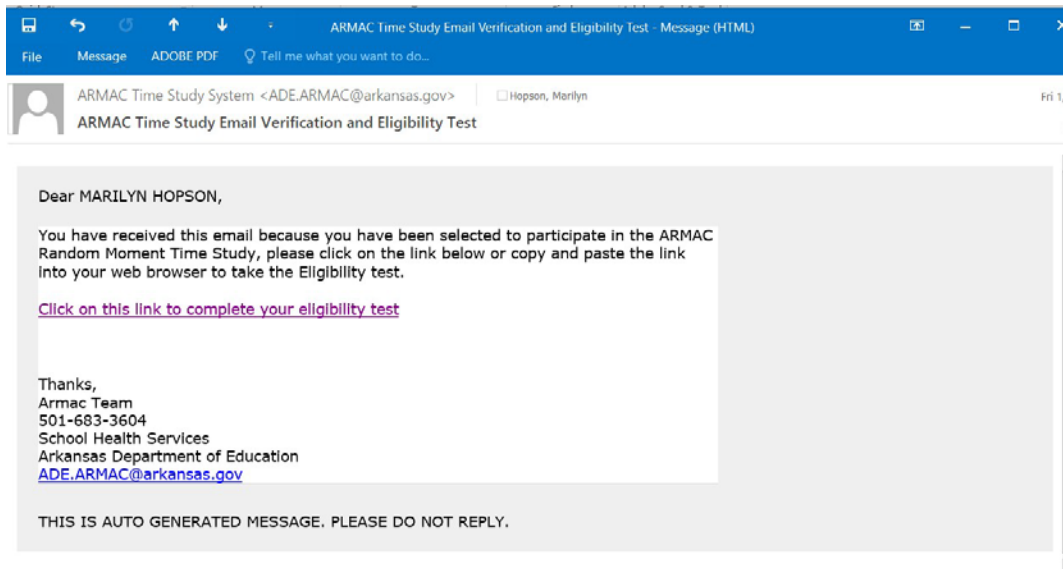 ARMAC Time Study Email Verification and Eligibility Test - Message (HTML)
File Message ADOBE PDF Tell me what you want to do...
ARMAC Time Study System <ADE.ARMAC@arkansas.gov> Hopson, Marilyn Fri 1
ARMAC Time Study Email Verification and Eligibility Test
Dear MARILYN HOPSON,
You have received this email because you have been selected to participate in the ARMAC
Random Moment Time Study, please click on the link below or copy and paste the link
into your web browser to take the Eligibility test.
Click on this link to complete your eligibility test
Thanks,
Armac Team
501-683-3604
School Health Services
Arkansas Department of Education
ADE.ARMAC@arkansas.gov
THIS IS AUTO GENERATED MESSAGE. PLEASE DO NOT REPLY.